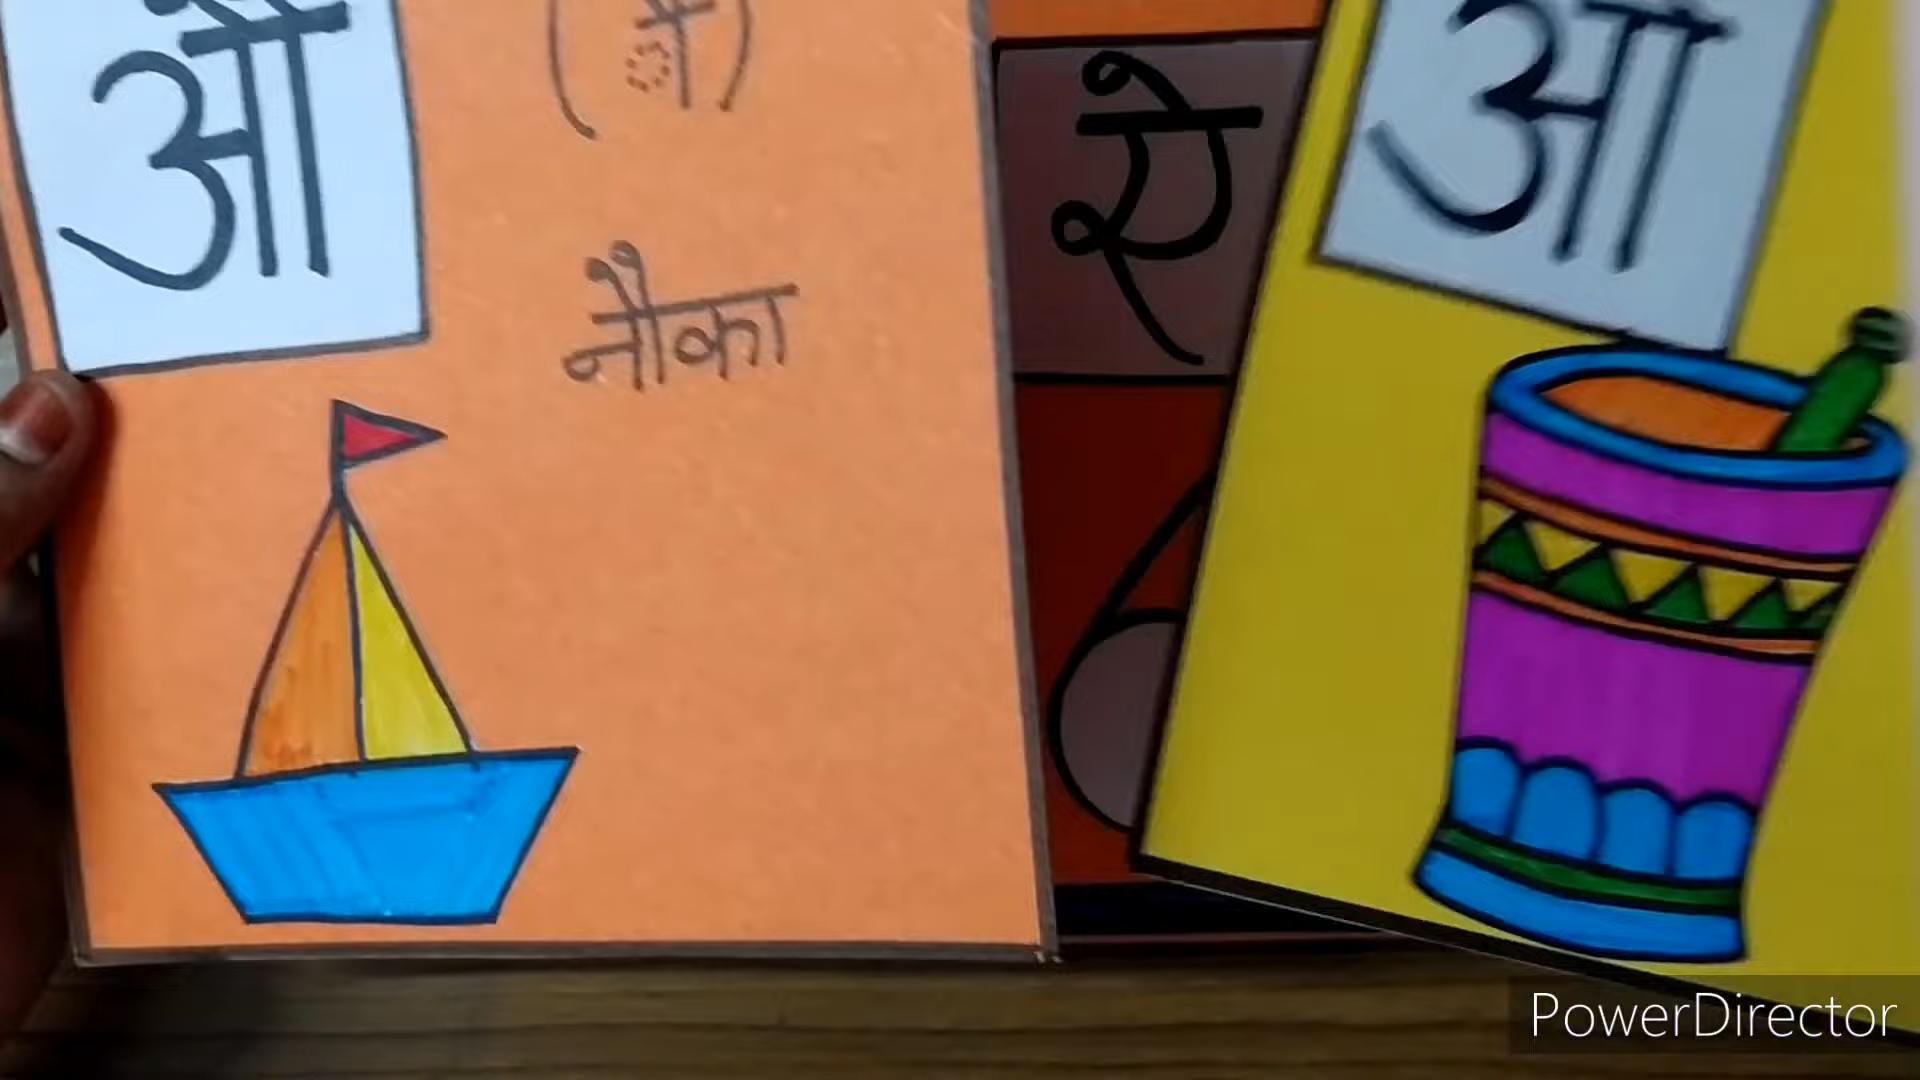 औ
(ौ)
नौका
ऐ
ओ
PowerDirector